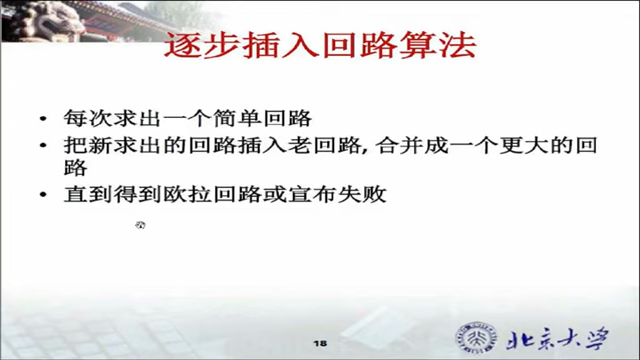 逐步插入回路算法
• 每次求出一个简单回路
• 把新求出的回路插入老回路, 合并成一个更大的回
路
• 直到得到欧拉回路或宣布失败
18
北京大学